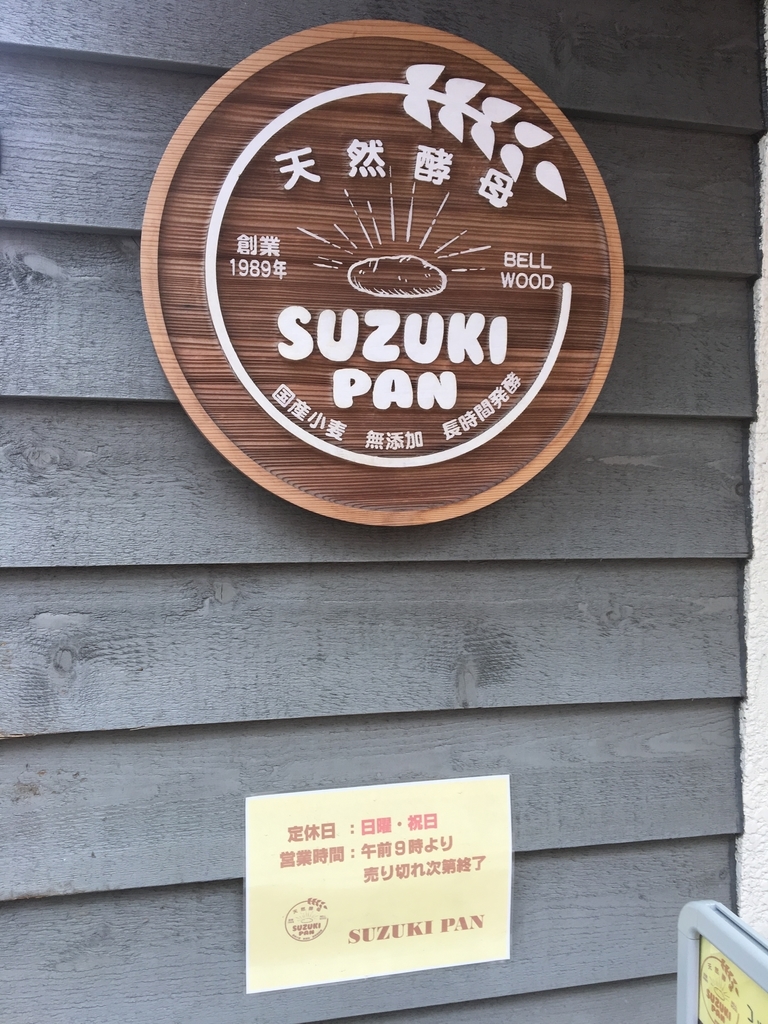 天然酵母
創業
1989年
BELL
WOOD
SUZUKI
PAN
国産小麦 無添加 長時間発酵
定休日:日曜・祝日
営業時間:午前9時より
売り切れ次第終了
SUZUKI
PAN
SUZUKI PAN
SUZUKI
PAN